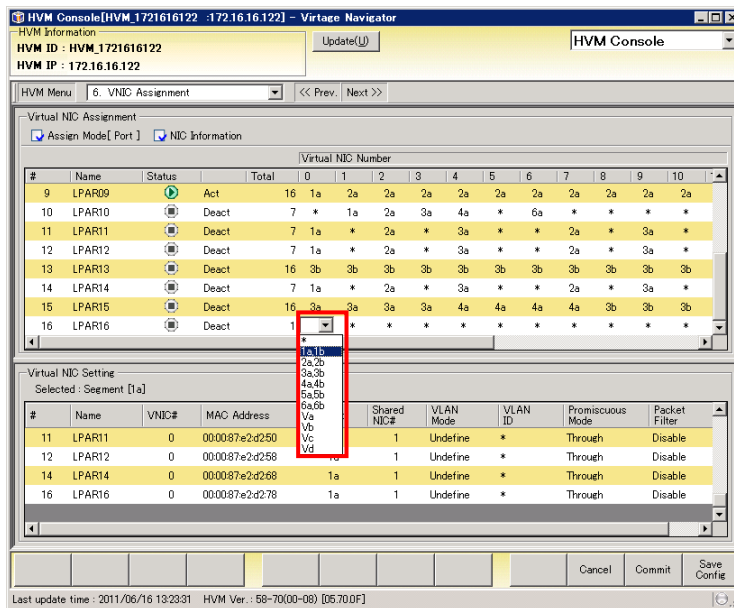 HVM Console[HVM_1721616122 :172.16.16.122] - Virtage Navigator
HVM Information
HVM ID : HVM_1721616122
HVM IP : 172.16.16.122
Update(U)
HVM Console
HVM Menu 6. VNIC Assignment << Prev. Next >>
Virtual NIC Assignment
Assign Mode[ Port ] NIC Information
Virtual NIC Number
# Name Status Total 0 1 2 3 4 5 6 7 8 9 10
9 LPAR09 Act 16 1a 2a 2a 2a 2a 2a 2a 2a 2a 2a 2a
10 LPAR10 Deact 7 * 1a 2a 3a 4a * 6a * * * *
11 LPAR11 Deact 7 1a * 2a * 3a * * 2a * 3a *
12 LPAR12 Deact 7 1a * 2a * 3a * * 2a * 3a *
13 LPAR13 Deact 16 3b 3b 3b 3b 3b 3b 3b 3b 3b 3b 3b
14 LPAR14 Deact 7 1a * 2a * 3a * * 2a * 3a *
15 LPAR15 Deact 16 3a 3a 3a 3a 4a 4a 4a 4a 3b 3b 3b
16 LPAR16 Deact 1 * * * * * * * * * *
*
1a,1b
2a,2b
3a,3b
4a,4b
5a,5b
6a,6b
Va
Vb
Vc
Vd
Virtual NIC Setting
Selected : Segment [1a]
# Name VNIC# MAC Address Shared NIC# VLAN Mode VLAN ID Promiscuous Mode Packet Filter
11 LPAR11 0 00:00:87:e2:d2:50 1 Undefine * Through Disable
12 LPAR12 0 00:00:87:e2:d2:58 1 Undefine * Through Disable
14 LPAR14 0 00:00:87:e2:d2:68 1a 1 Undefine * Through Disable
16 LPAR16 0 00:00:87:e2:d2:78 1a 1 Undefine * Through Disable
Cancel Commit Save Config
Last update time : 2011/06/16 13:23:31 HVM Ver. : 58-70(00-08) [05.70.0F]